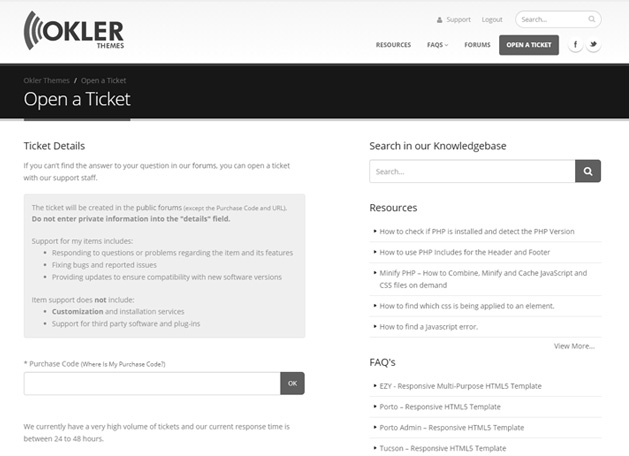 OKLER
THEMES
Support Logout Search...
RESOURCES FAQS FORUMS OPEN A TICKET
Okler Themes / Open a Ticket
Open a Ticket
Ticket Details
If you can't find the answer to your question in our forums, you can open a ticket
with our support staff.
The ticket will be created in the public forums (except the Purchase Code and URL).
Do not enter private information into the "details" field.
Support for my items includes:
Responding to questions or problems regarding the item and its features
Fixing bugs and reported issues
Providing updates to ensure compatibility with new software versions
Item support does not include:
Customization and installation services
Support for third party software and plug-ins
* Purchase Code (Where Is My Purchase Code?)
OK
We currently have a very high volume of tickets and our current response time is
between 24 to 48 hours.
Search in our Knowledgebase
Search...
Resources
How to check if PHP is installed and detect the PHP Version
How to use PHP Includes for the Header and Footer
Minify PHP – How to Combine, Minify and Cache JavaScript and
CSS files on demand
How to find which css is being applied to an element.
How to find a Javascript error.
View More...
FAQ's
EZY - Responsive Multi-Purpose HTML5 Template
Porto – Responsive HTML5 Template
Porto Admin – Responsive HTML5 Template
Tucson – Responsive HTML5 Template